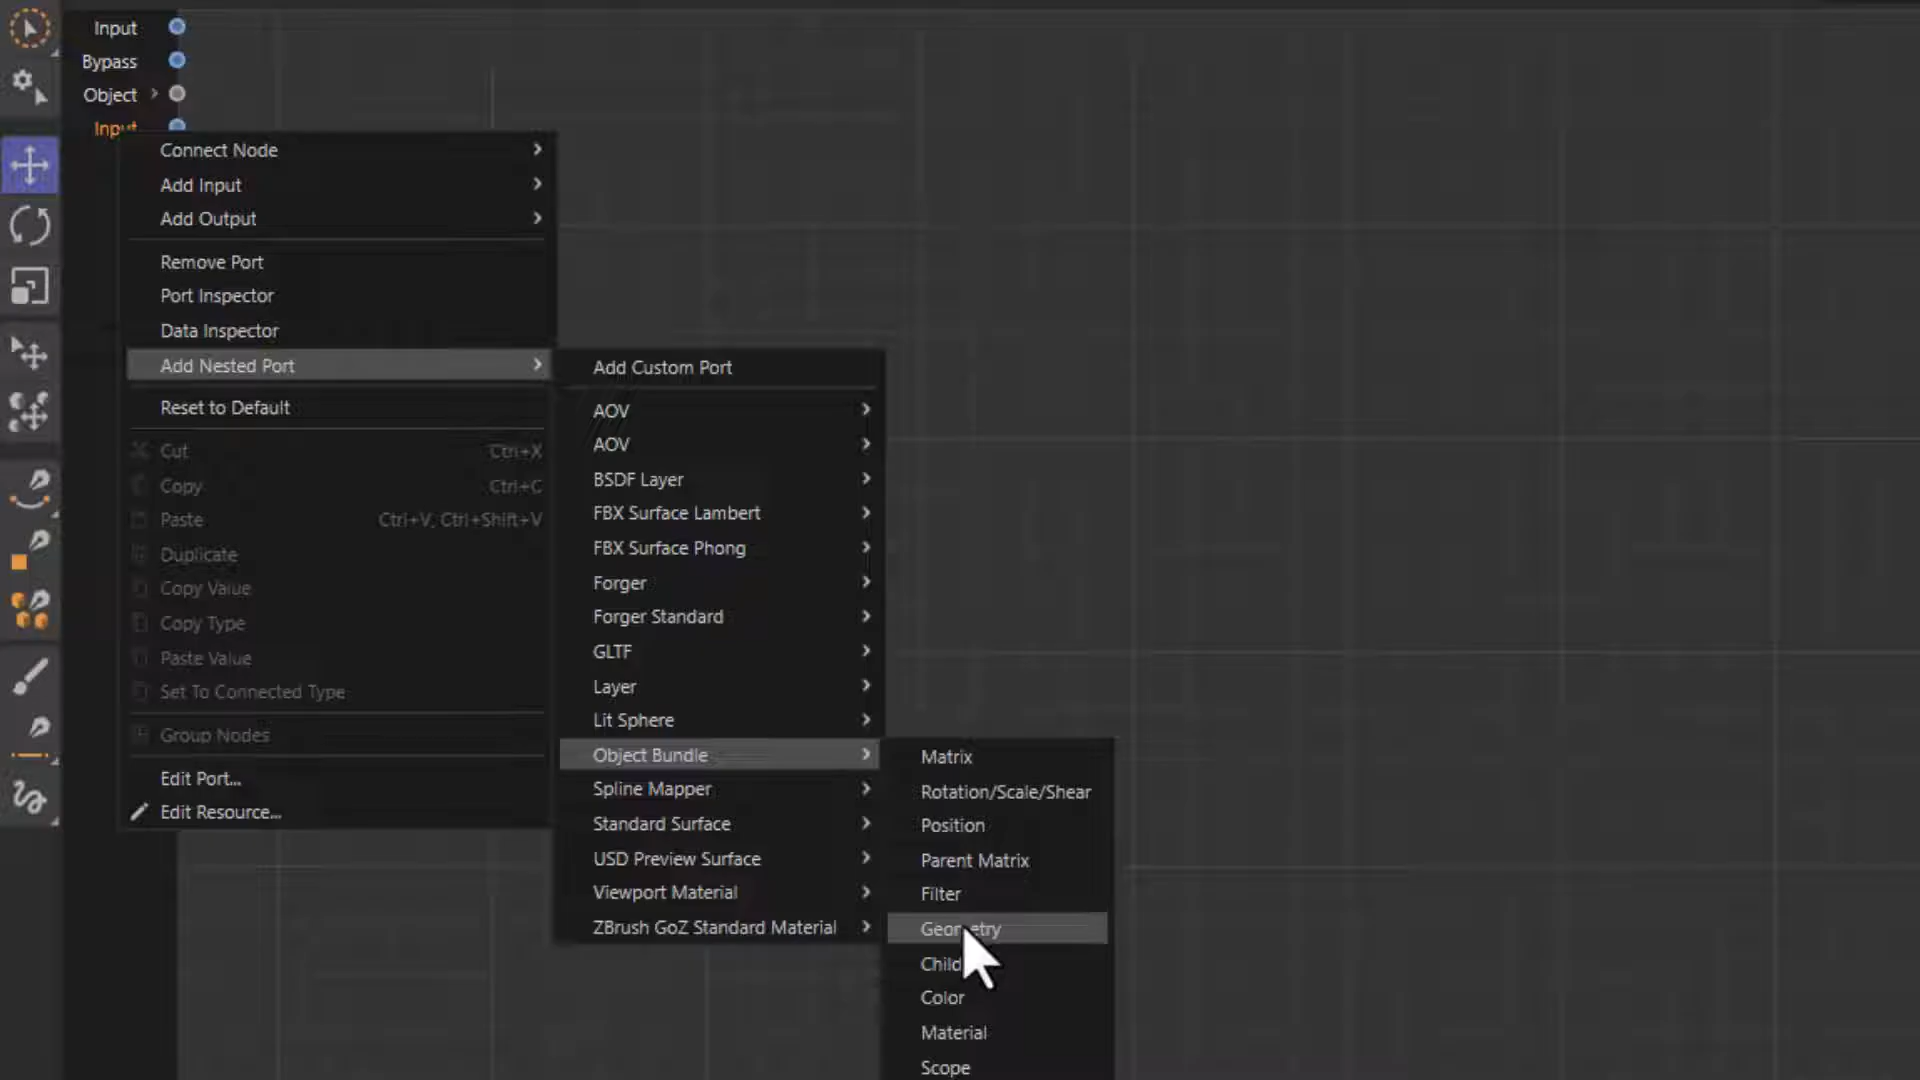 Input
Bypass
Object
Input
Connect Node
Add Input
Add Output
Remove Port
Port Inspector
Data Inspector
Add Nested Port
Reset to Default
Cut Ctrl+X
Copy Ctrl+C
Paste Ctrl+V, Ctrl+Shift+V
Duplicate
Copy Value
Copy Type
Paste Value
Set To Connected Type
Group Nodes
Edit Port...
Edit Resource...
Add Custom Port
AOV
AOV
BSDF Layer
FBX Surface Lambert
FBX Surface Phong
Forger
Forger Standard
GLTF
Layer
Lit Sphere
Object Bundle
Spline Mapper
Standard Surface
USD Preview Surface
Viewport Material
ZBrush GoZ Standard Material
Matrix
Rotation/Scale/Shear
Position
Parent Matrix
Filter
Geometry
Child
Color
Material
Scope